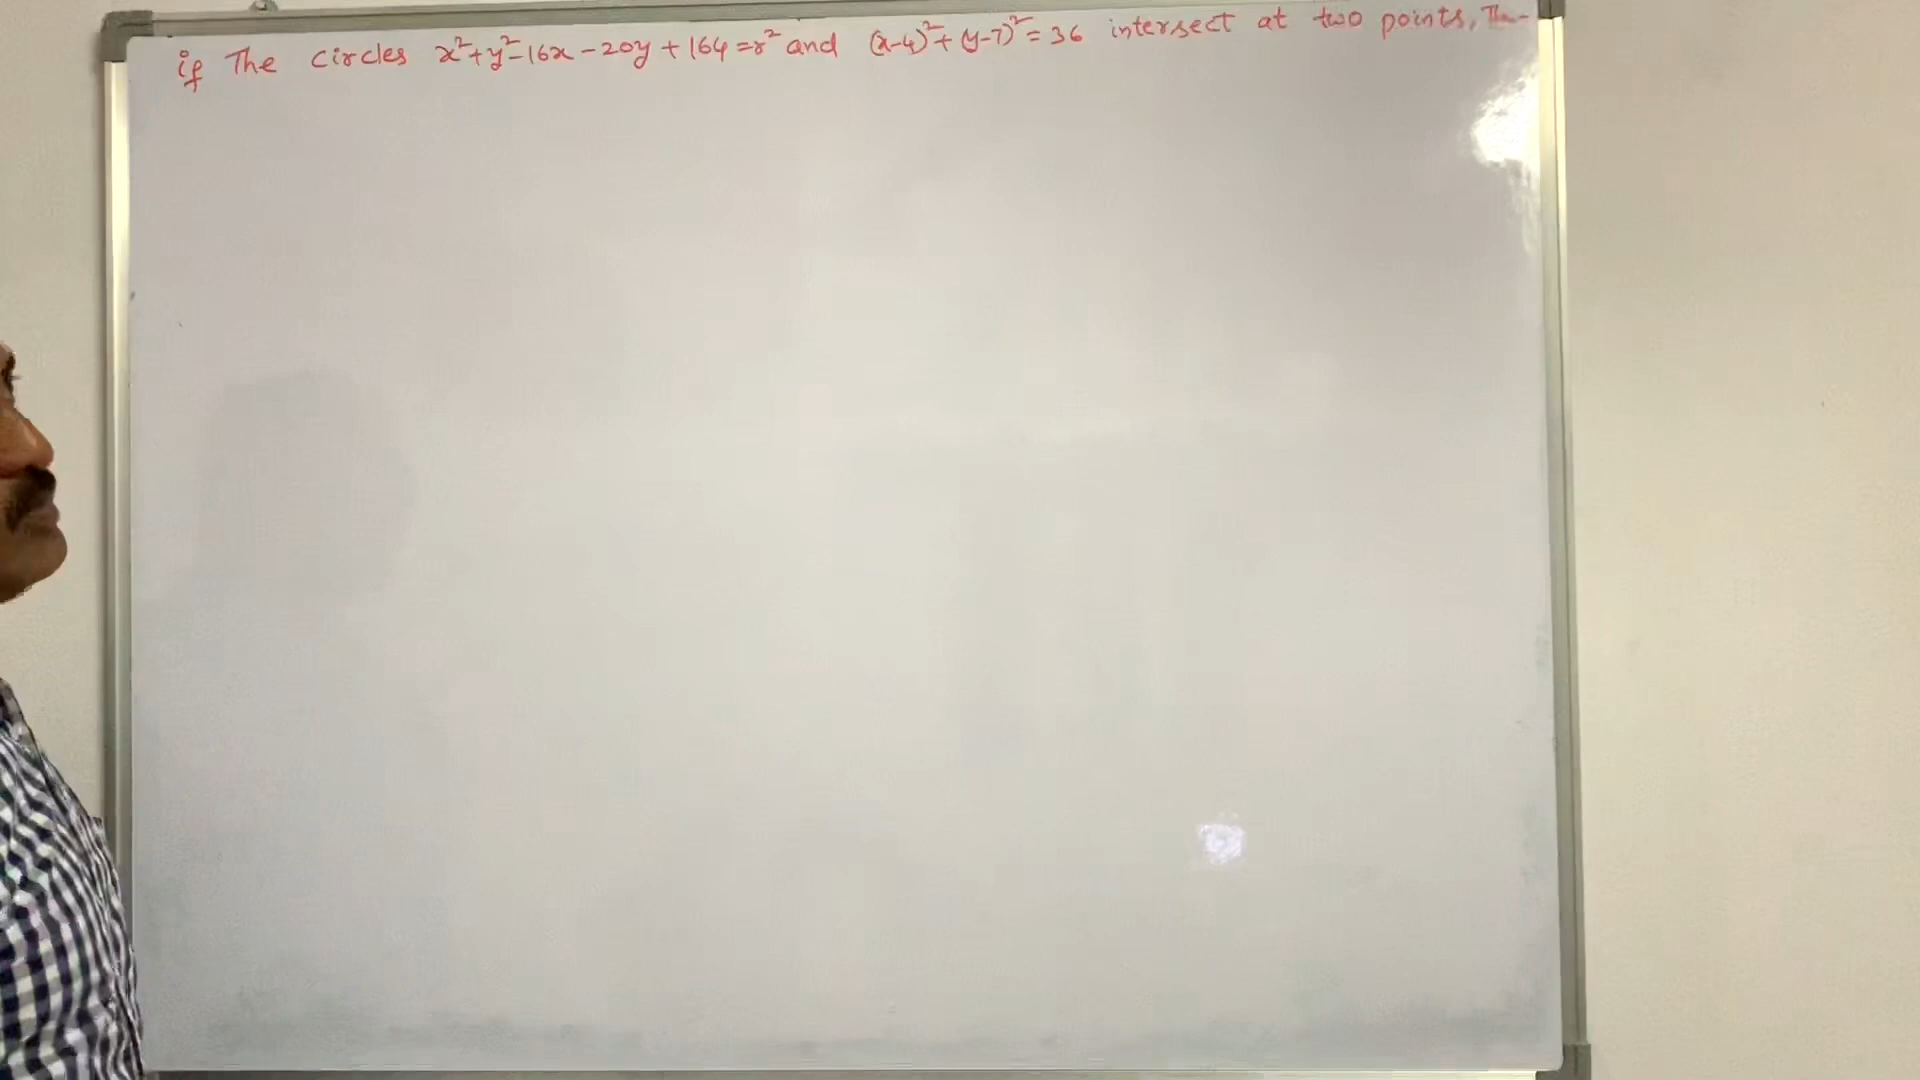 if The circles x²+y²-16x-20y+164=r² and (x-4)²+(y-7)²=36 intersect at two points,